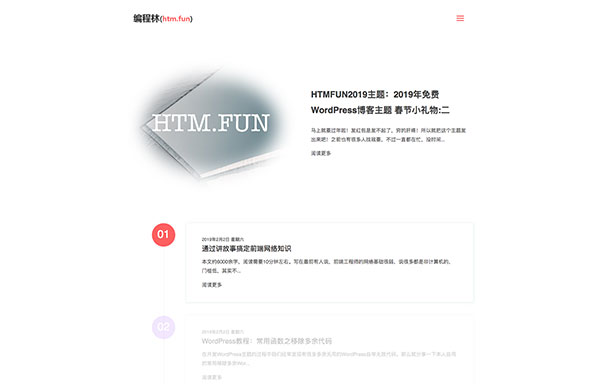 编程林(htm.fun)
HTM.FUN
HTMFUN2019主题：2019年免费
WordPress博客主题 春节小礼物:二
马上就要过年啦！发红包是发不起了，穷的肝疼！所以就把这个主题发
出来吧！之前也有很多人找我要，不过一直都在忙，没时间...
阅读更多
01
2019年2月2日 星期六
通过讲故事搞定前端网络知识
本文约6000余字，阅读需要10分钟左右。写在最前有人说，前端工程师的网络基础很弱，说很多都是非计算机的，
门槛低，其实不...
阅读更多
02
2019年2月2日 星期六
WordPress教程：常用函数之移除多余代码
阅读更多